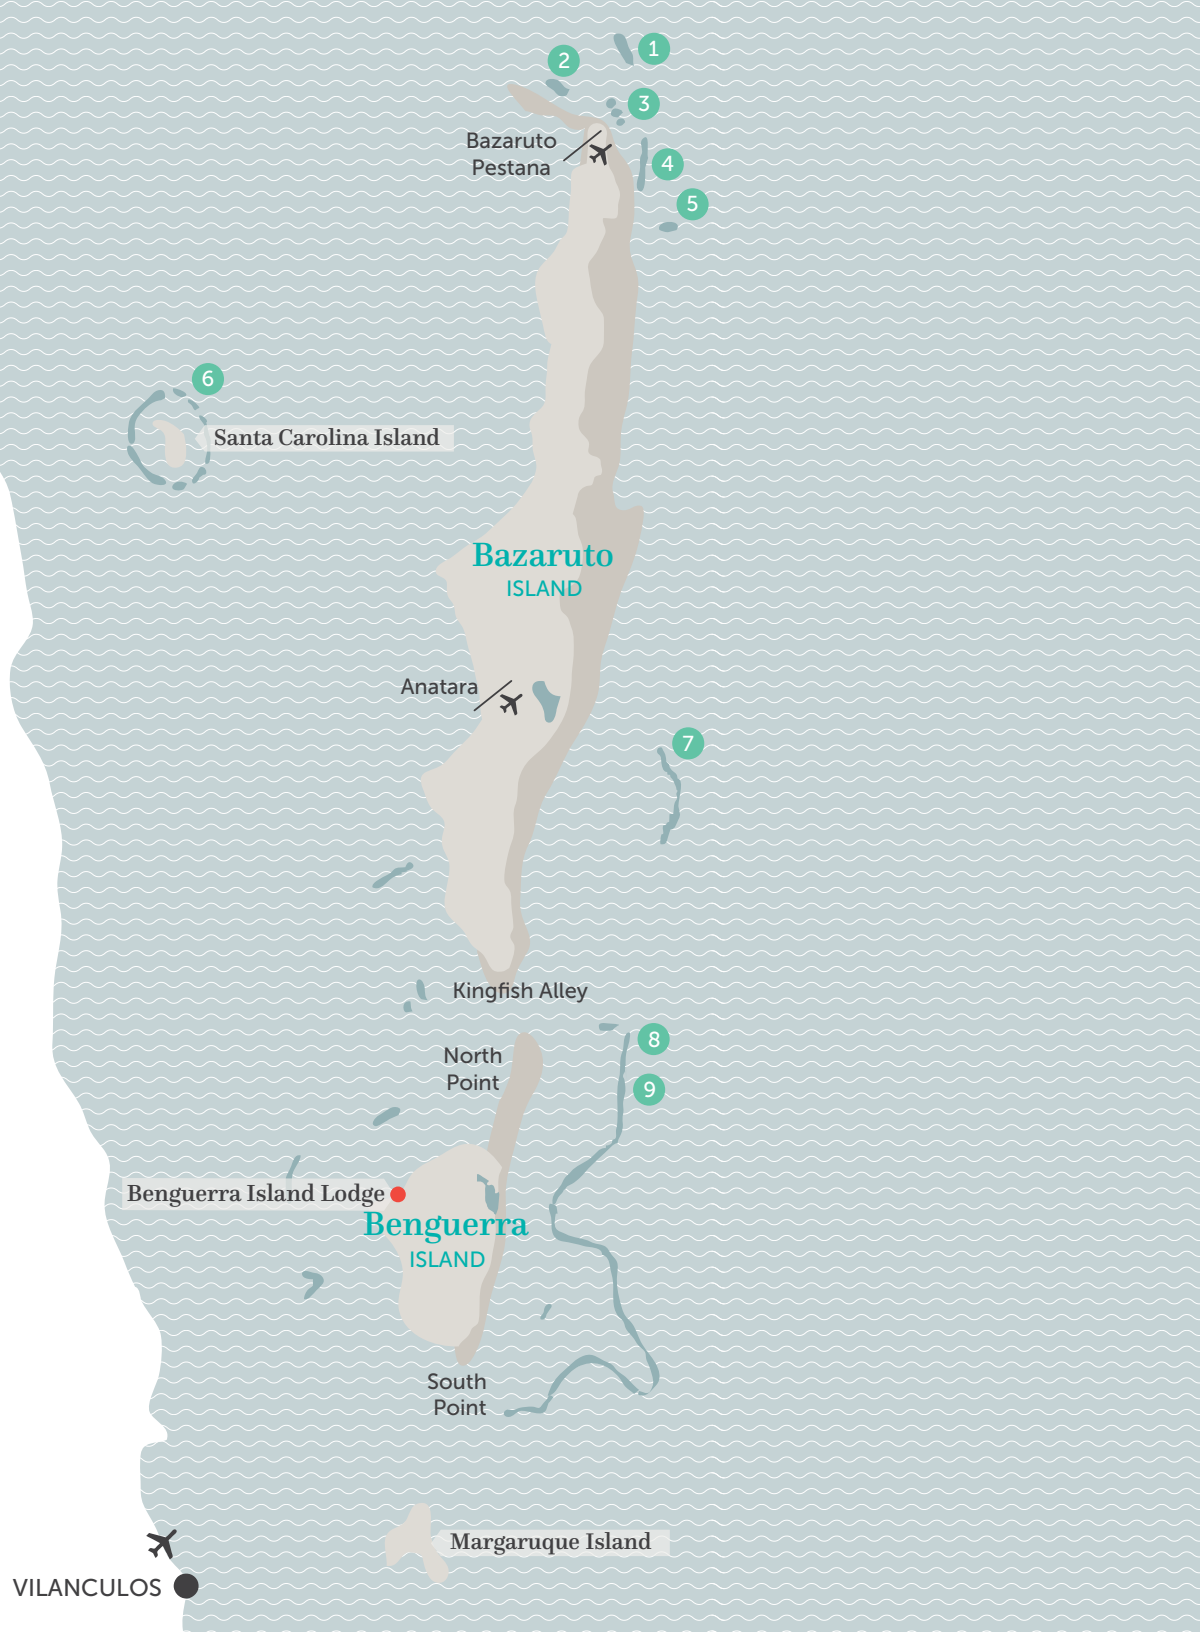 1
2
3
Bazaruto
Pestana
4
5
6
Santa Carolina Island
Bazaruto
ISLAND
Anatara
7
Kingfish Alley
8
North
Point
9
Benguerra Island Lodge
Benguerra
ISLAND
South
Point
Margaruque Island
VILANCULOS